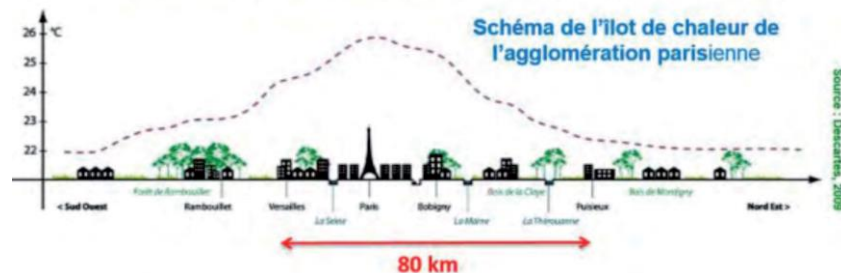 Schéma de l'îlot de chaleur de
l'agglomération parisienne
°C
26
25
24
23
22
Forêt de Rambouillet
Bois de la Claye
Bois de Montigny
< Sud Ouest
Rambouillet
Versailles
La Seine
Paris
Bobigny
La Marne
La Thérouanne
Puisieux
Nord Est >
80 km
Source : Descartes, 2009